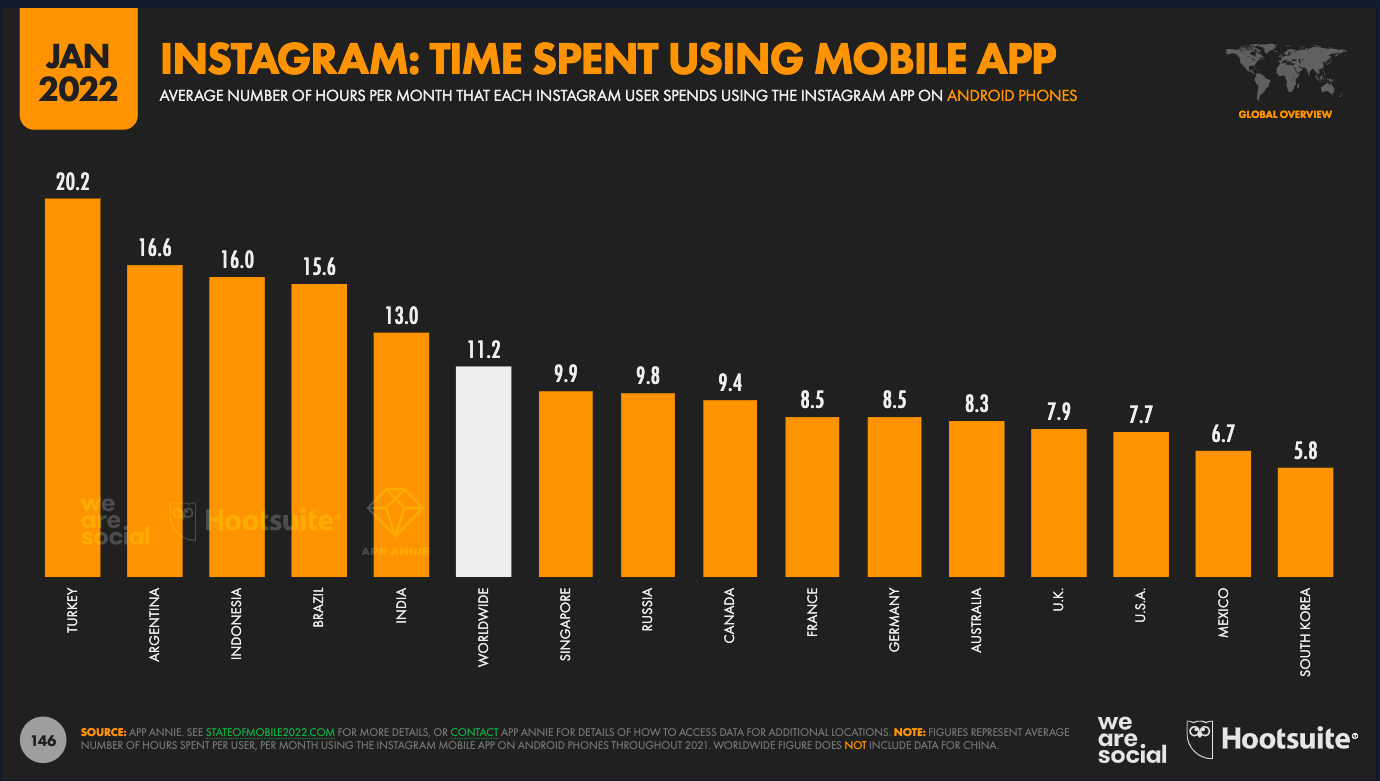 JAN
2022
INSTAGRAM: TIME SPENT USING MOBILE APP
AVERAGE NUMBER OF HOURS PER MONTH THAT EACH INSTAGRAM USER SPENDS USING THE INSTAGRAM APP ON ANDROID PHONES
GLOBAL OVERVIEW
20.2
16.6
16.0
15.6
13.0
11.2
9.9
9.8
9.4
8.5
8.5
8.3
7.9
7.7
6.7
5.8
we
are
social
Hootsuite®
APP ANNIE
TURKEY
ARGENTINA
INDONESIA
BRAZIL
INDIA
WORLDWIDE
SINGAPORE
RUSSIA
CANADA
FRANCE
GERMANY
AUSTRALIA
U.K.
U.S.A.
MEXICO
SOUTH KOREA
146
SOURCE: APP ANNIE. SEE STATEOFMOBILE2022.COM FOR MORE DETAILS, OR CONTACT APP ANNIE FOR DETAILS OF HOW TO ACCESS DATA FOR ADDITIONAL LOCATIONS. NOTE: FIGURES REPRESENT AVERAGE
NUMBER OF HOURS SPENT PER USER, PER MONTH USING THE INSTAGRAM MOBILE APP ON ANDROID PHONES THROUGHOUT 2021. WORLDWIDE FIGURE DOES NOT INCLUDE DATA FOR CHINA.
we
are
social
Hootsuite®